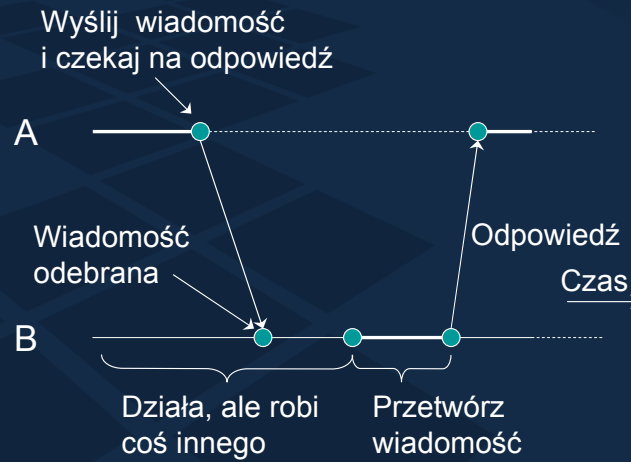 Wyślij wiadomość
i czekaj na odpowiedź
A
Wiadomość
odebrana
Odpowiedź
Czas
B
Działa, ale robi
coś innego
Przetwórz
wiadomość